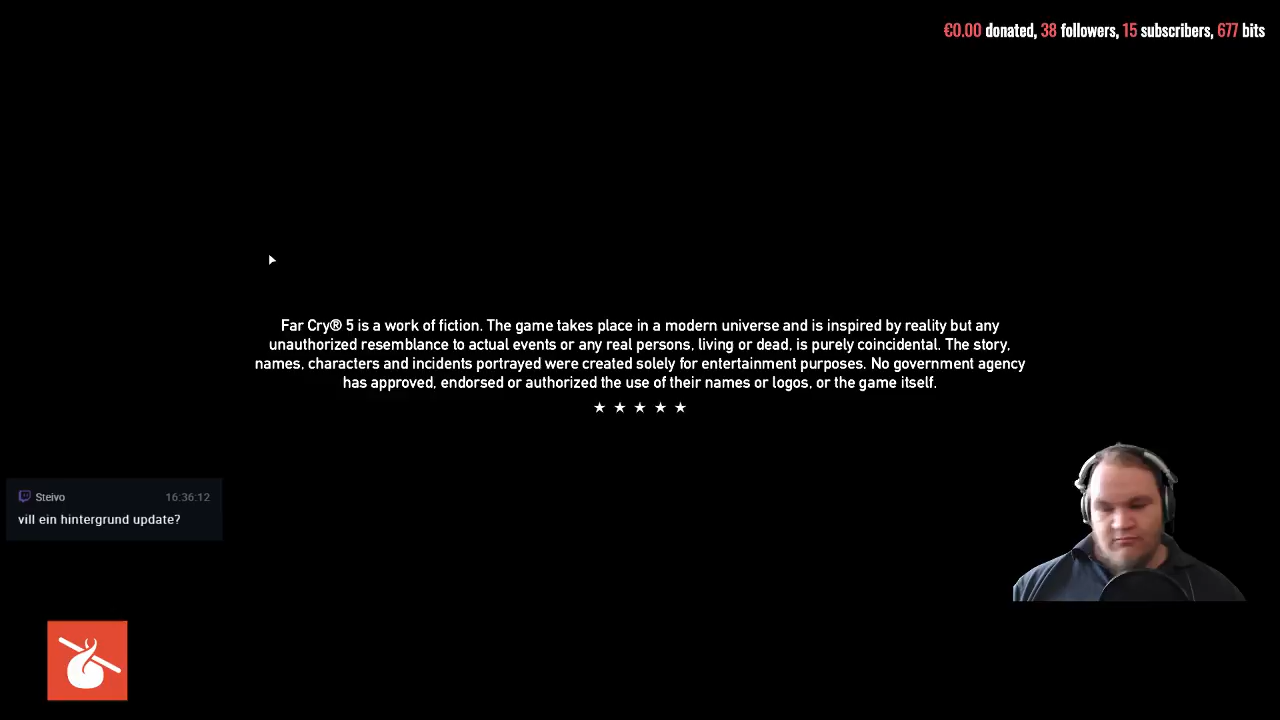 €0.00 donated, 38 followers, 15 subscribers, 677 bits
Far Cry® 5 is a work of fiction. The game takes place in a modern universe and is inspired by reality but any
unauthorized resemblance to actual events or any real persons, living or dead, is purely coincidental. The story,
names, characters and incidents portrayed were created solely for entertainment purposes. No government agency
has approved, endorsed or authorized the use of their names or logos, or the game itself.
Steivo 16:36:12
vill ein hintergrund update?